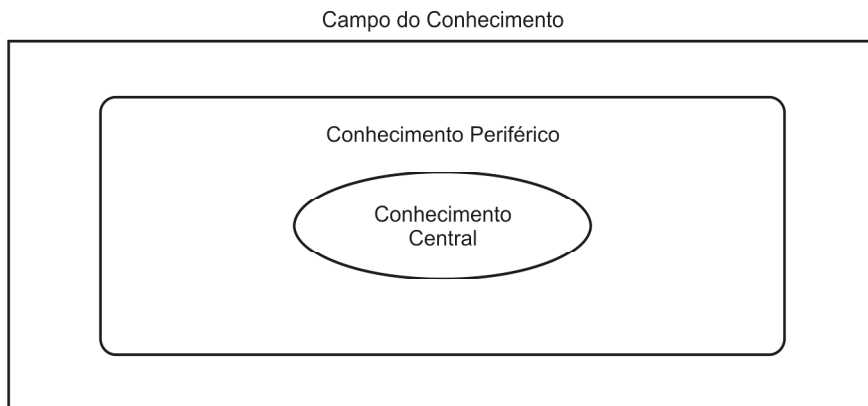 Campo do Conhecimento
Conhecimento Periférico
Conhecimento
Central